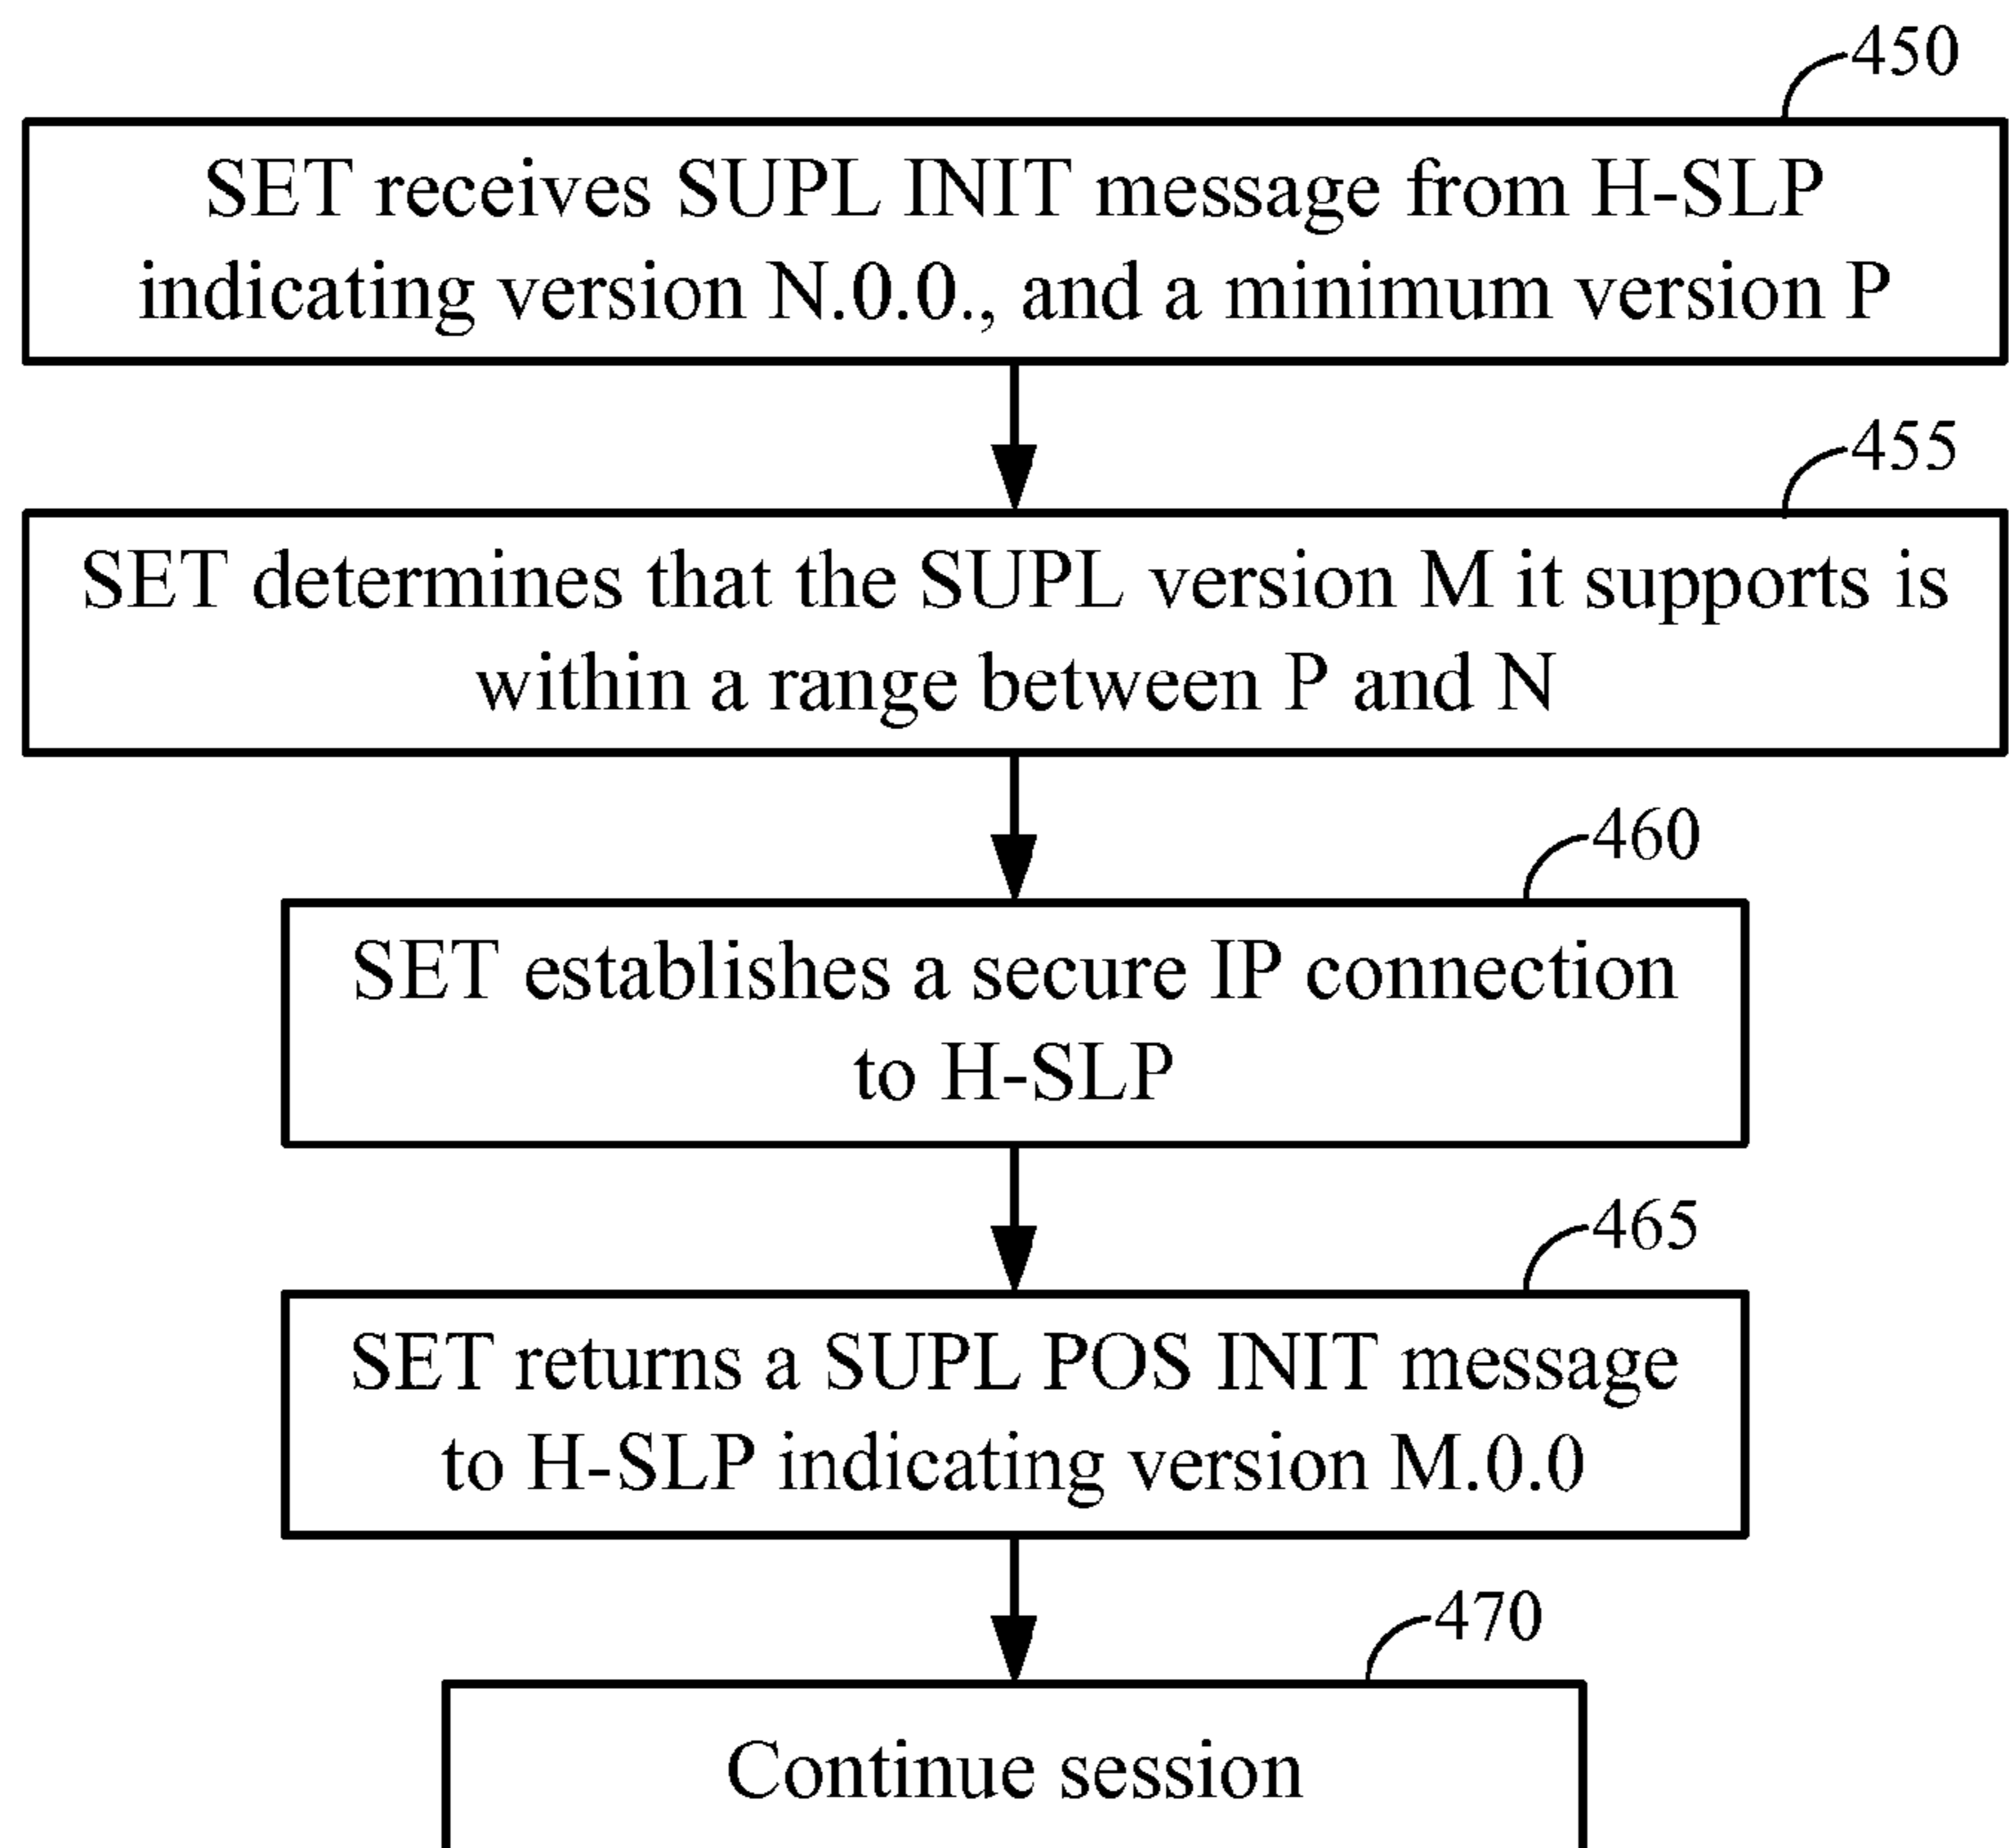 450
SET receives SUPL INIT message from H-SLP
indicating version N.0.0., and a minimum version P
455
SET determines that the SUPL version M it supports is
within a range between P and N
460
SET establishes a secure IP connection
to H-SLP
465
SET returns a SUPL POS INIT message
to H-SLP indicating version M.0.0
470
Continue session